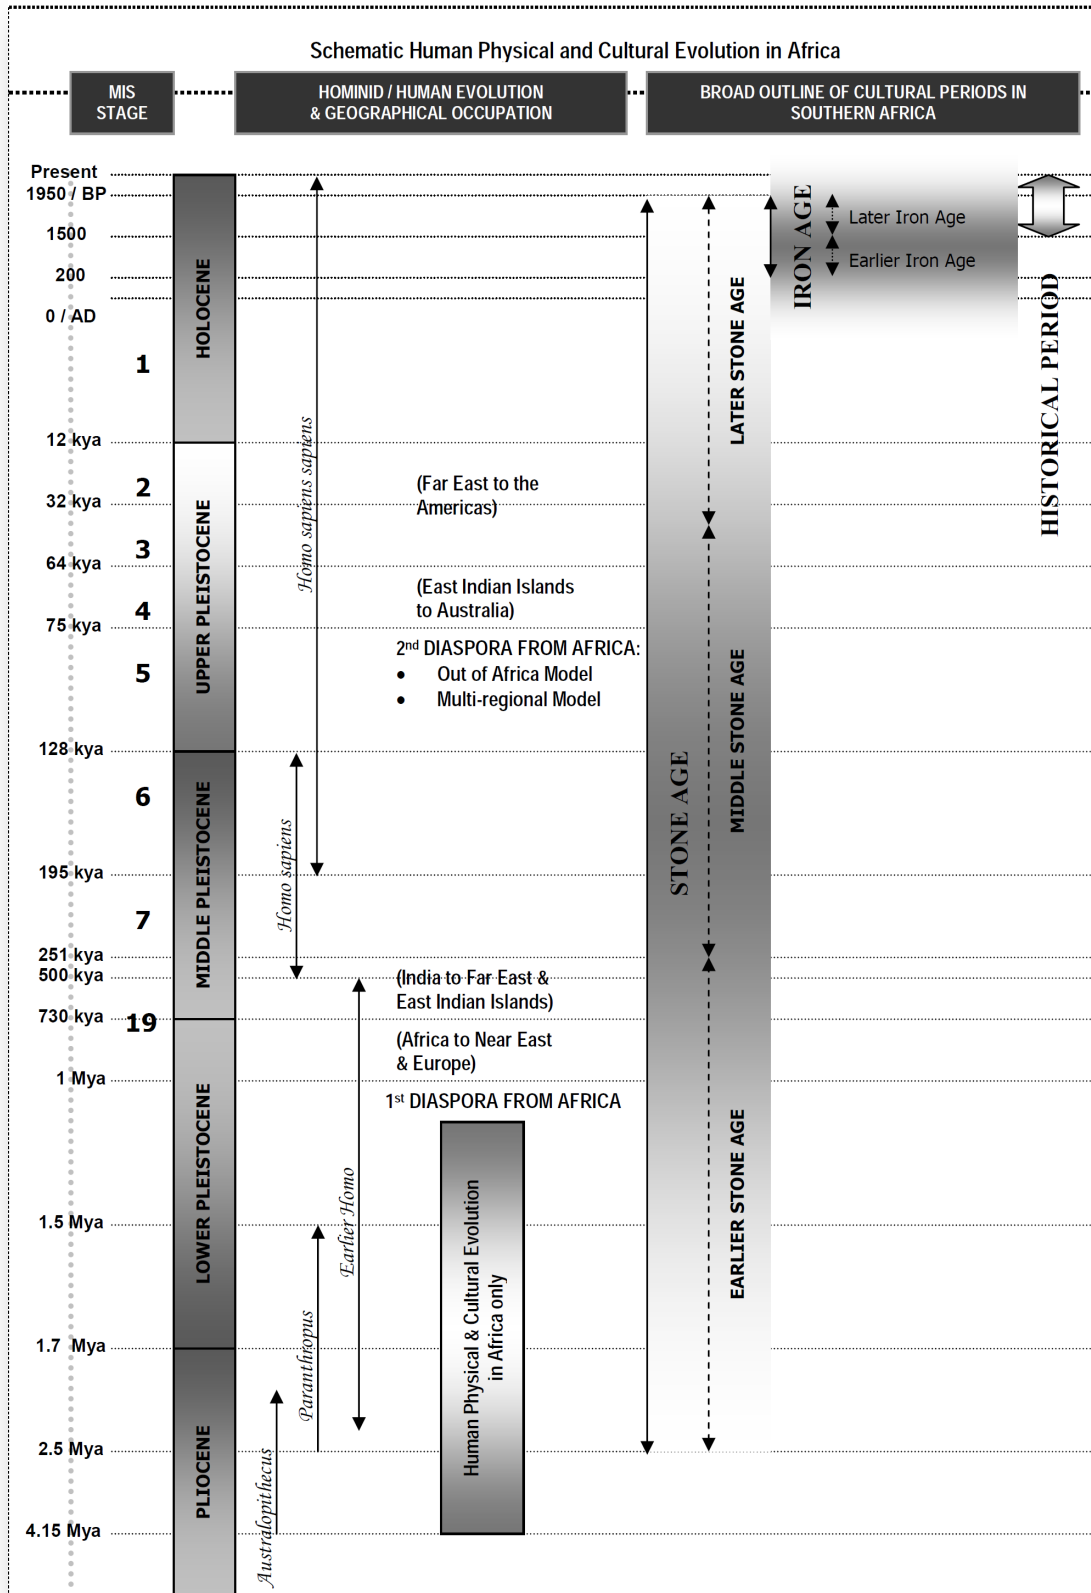 Schematic Human Physical and Cultural Evolution in Africa
MIS
STAGE
HOMINID / HUMAN EVOLUTION
& GEOGRAPHICAL OCCUPATION
BROAD OUTLINE OF CULTURAL PERIODS IN
SOUTHERN AFRICA
Present
1950 / BP
1500
200
0 / AD
12 kya
32 kya
64 kya
75 kya
128 kya
195 kya
251 kya
500 kya
730 kya
1 Mya
1.5 Mya
1.7 Mya
2.5 Mya
4.15 Mya
1
2
3
4
5
6
7
19
HOLOCENE
UPPER PLEISTOCENE
MIDDLE PLEISTOCENE
LOWER PLEISTOCENE
PLIOCENE
Homo sapiens sapiens
Homo sapiens
Earlier Homo
Paranthropus
Australopithecus
(Far East to the
Americas)
(East Indian Islands
to Australia)
2nd DIASPORA FROM AFRICA:
• Out of Africa Model
• Multi-regional Model
(India to Far East &
East Indian Islands)
(Africa to Near East
& Europe)
1st DIASPORA FROM AFRICA
Human Physical & Cultural Evolution
in Africa only
STONE AGE
LATER STONE AGE
MIDDLE STONE AGE
EARLIER STONE AGE
IRON AGE
Later Iron Age
Earlier Iron Age
HISTORICAL PERIOD